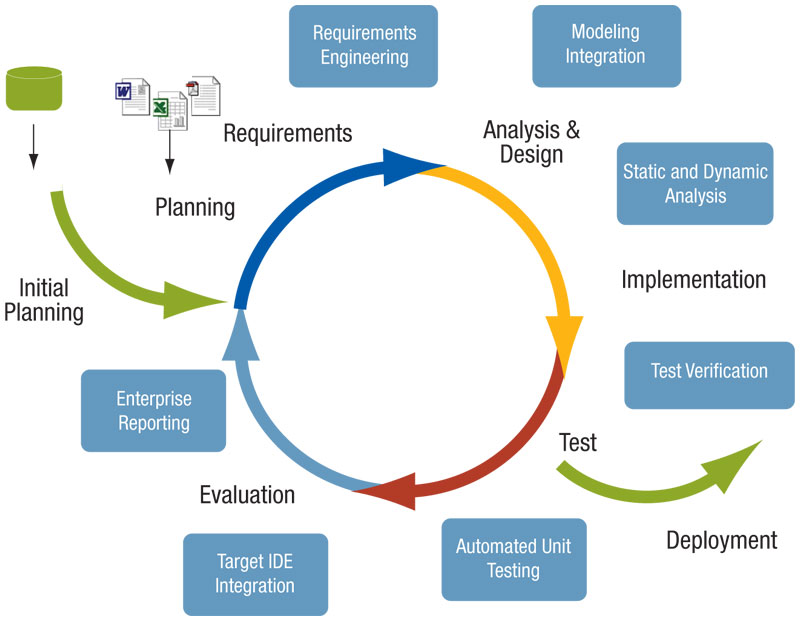 Requirements
Engineering
Modeling
Integration
W
X
Requirements
Analysis &
Design
Static and Dynamic
Analysis
Planning
Implementation
Initial
Planning
Test Verification
Enterprise
Reporting
Test
Evaluation
Deployment
Automated Unit
Testing
Target IDE
Integration